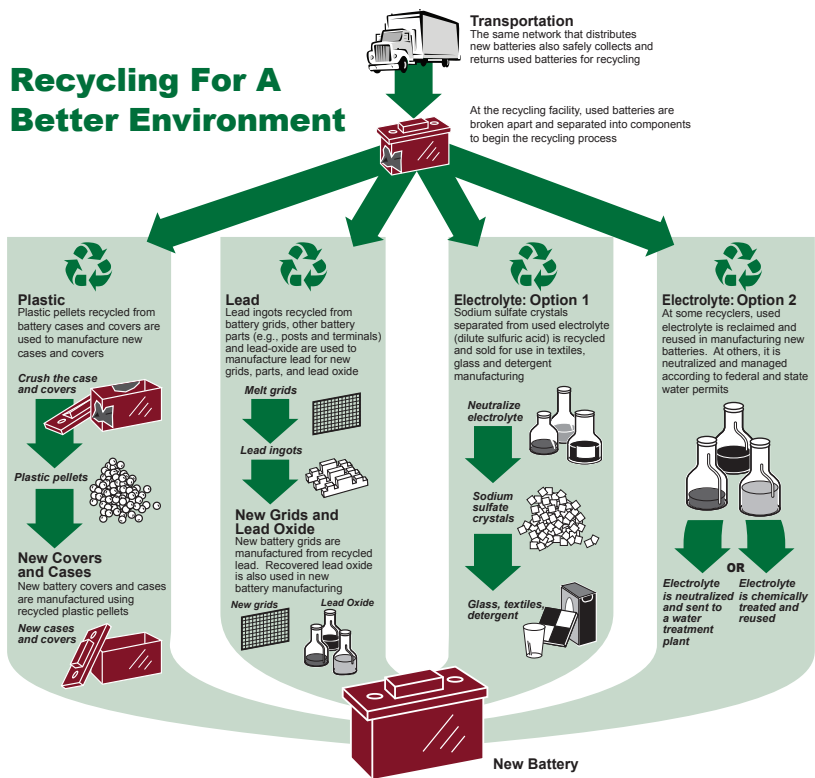 Transportation
The same network that distributes
new batteries also safely collects and
returns used batteries for recycling
Recycling For A
Better Environment
At the recycling facility, used batteries are
broken apart and separated into components
to begin the recycling process
Plastic
Plastic pellets recycled from
battery cases and covers are
used to manufacture new
cases and covers
Crush the case
and covers
Plastic pellets
New Covers
and Cases
New battery covers and cases
are manufactured using
recycled plastic pellets
New cases
and covers
Lead
Lead ingots recycled from
battery grids, other battery
parts (e.g., posts and terminals)
and lead-oxide are used to
manufacture lead for new
grids, parts, and lead oxide
Melt grids
Lead ingots
New Grids and
Lead Oxide
New battery grids are
manufactured from recycled
lead. Recovered lead oxide
is also used in new
battery manufacturing
New grids
Lead Oxide
Electrolyte: Option 1
Sodium sulfate crystals
separated from used electrolyte
(dilute sulfuric acid) is recycled
and sold for use in textiles,
glass and detergent
manufacturing
Neutralize
electrolyte
Sodium
sulfate
crystals
Glass, textiles,
detergent
Electrolyte: Option 2
At some recyclers, used
electrolyte is reclaimed and
reused in manufacturing new
batteries. At others, it is
neutralized and managed
according to federal and state
water permits
OR
Electrolyte
is neutralized
and sent to
a water
treatment
plant
Electrolyte
is chemically
treated and
reused
New Battery